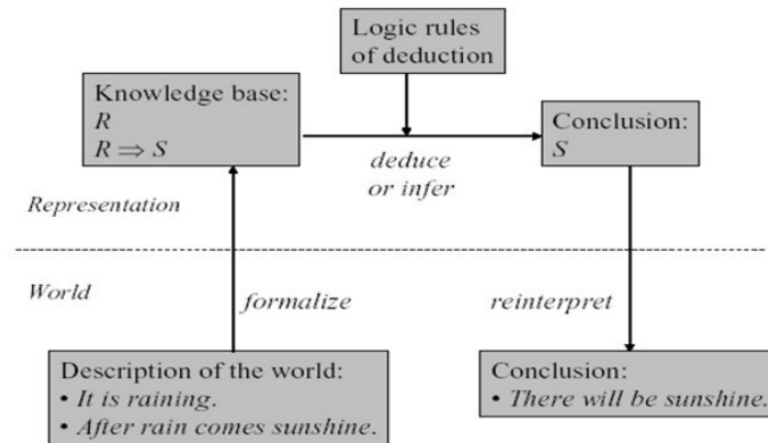 Logic rules
of deduction
Knowledge base:
R
R ⇒ S
Conclusion:
S
deduce
or infer
Representation
World
formalize
reinterpret
Description of the world:
• It is raining.
• After rain comes sunshine.
Conclusion:
• There will be sunshine.